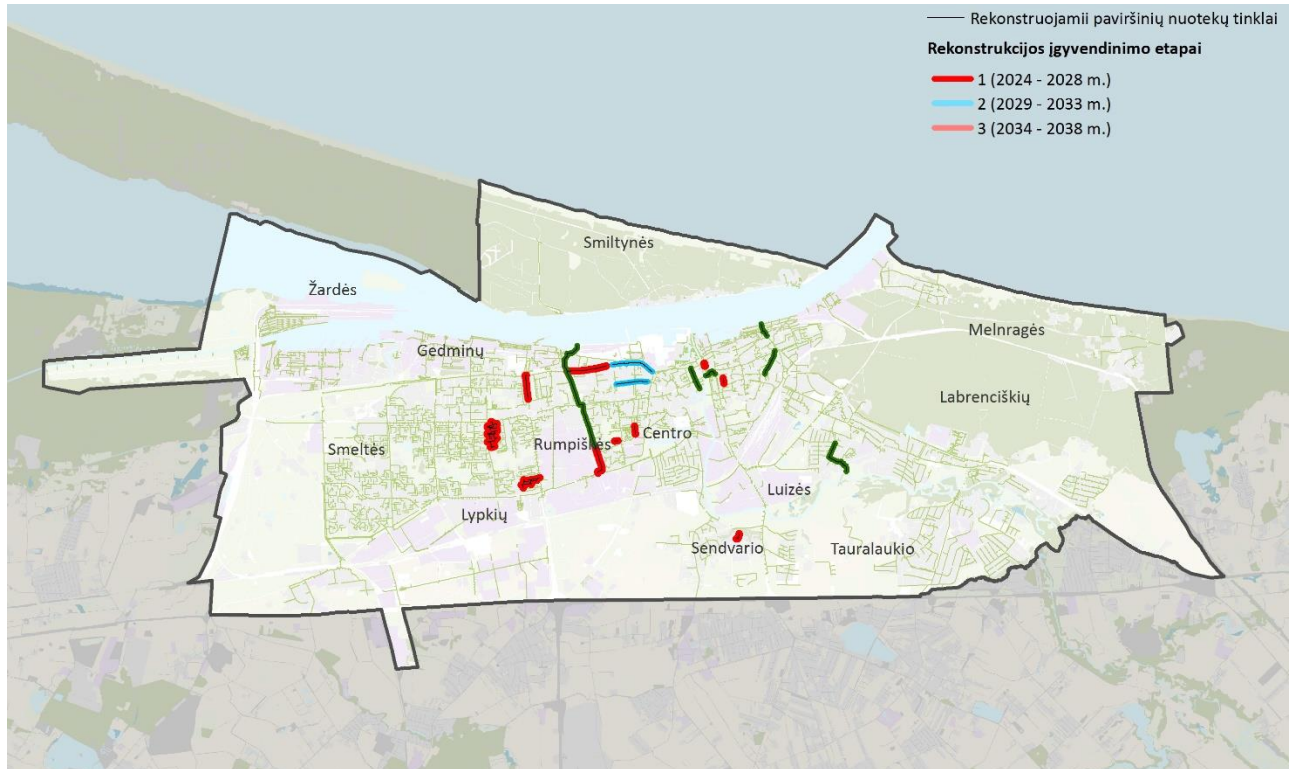 Rekonstruojamii paviršinių nuotekų tinklai
Rekonstrukcijos įgyvendinimo etapai
1 (2024 - 2028 m.)
2 (2029 - 2033 m.)
3 (2034 - 2038 m.)
Smiltynės
Žardės
Melnragės
Gedminų
Labrenciškių
Centro
Rumpiškės
Smeltės
Luizės
Lypkių
Sendvario
Tauralaukio